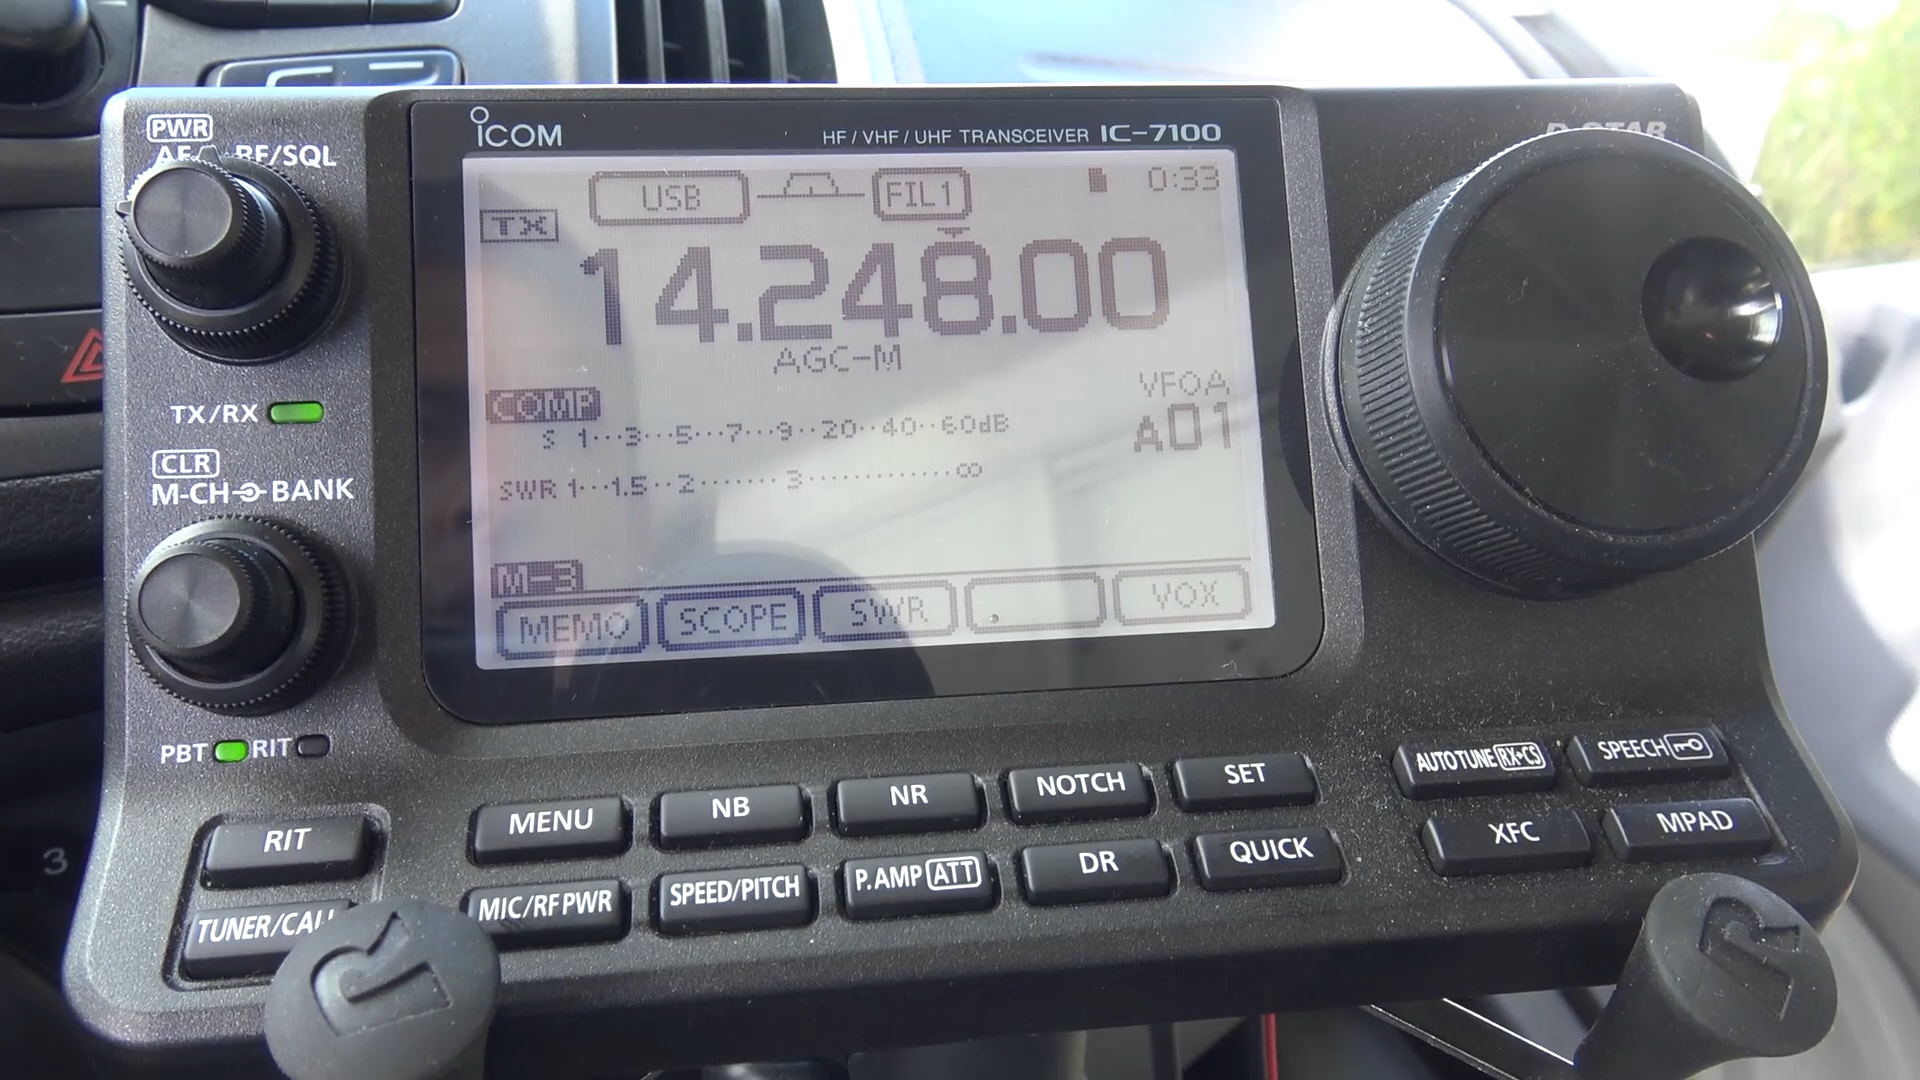 ICOM
HF / VHF / UHF TRANSCEIVER IC-7100
D-STAR
PWR
AF RF/SQL
USB
FIL1
0:33
TX
14.248.00
AGC-M
VFOA
TX/RX
COMP
A01
S 1···3···5···7···9··20··40··60dB
CLR
M-CH BANK
SWR 1···1.5··2·······3···········∞
M-3
MEMO SCOPE SWR . VOX
PBT RIT
RIT
MENU NB NR NOTCH SET
AUTOTUNE RX→CS
SPEECH
XFC MPAD
TUNER/CALL
MIC/RF PWR SPEED/PITCH P.AMP ATT DR QUICK
3
R
R